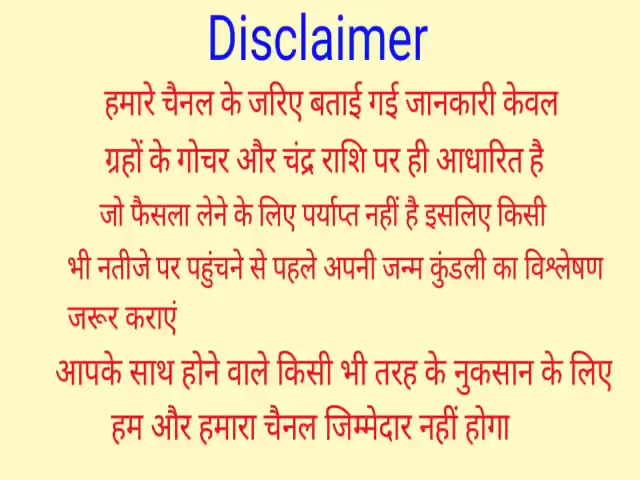 Disclaimer
हमारे चैनल के जरिए बताई गई जानकारी केवल
ग्रहों के गोचर और चंद्र राशि पर ही आधारित है
जो फैसला लेने के लिए पर्याप्त नहीं है इसलिए किसी
भी नतीजे पर पहुंचने से पहले अपनी जन्म कुंडली का विश्लेषण
जरूर कराएं
आपके साथ होने वाले किसी भी तरह के नुकसान के लिए
हम और हमारा चैनल जिम्मेदार नहीं होगा